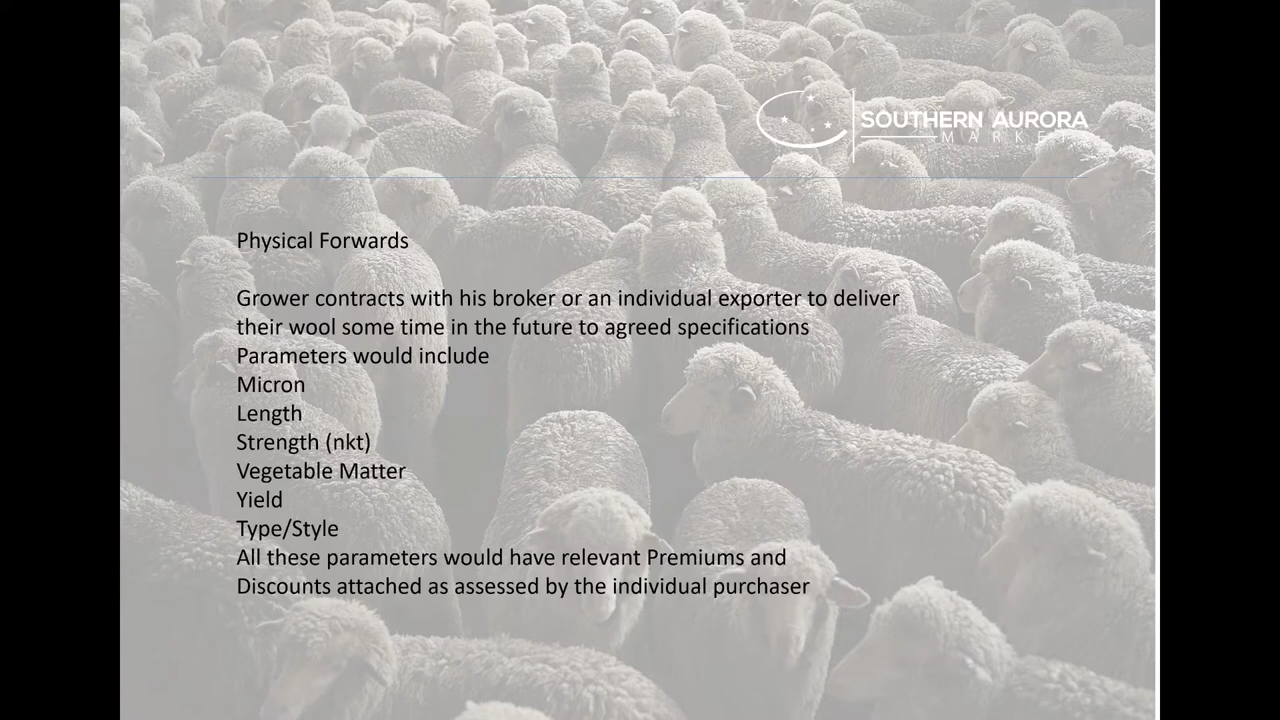 SOUTHERN AURORA
MARKE
Physical Forwards
Grower contracts with his broker or an individual exporter to deliver
their wool some time in the future to agreed specifications
Parameters would include
Micron
Length
Strength (nkt)
Vegetable Matter
Yield
Type/Style
All these parameters would have relevant Premiums and
Discounts attached as assessed by the individual purchaser